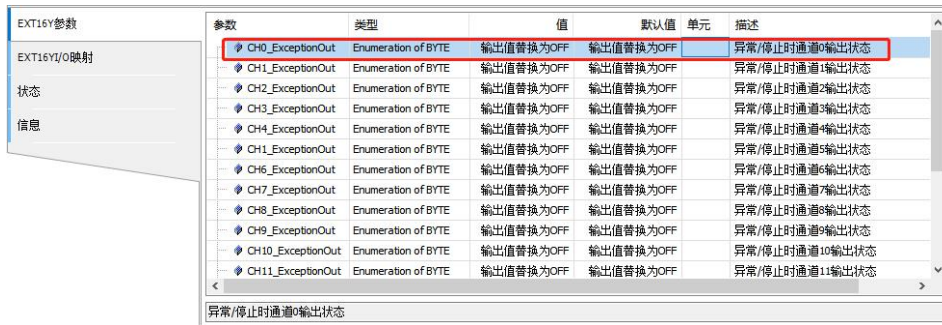 EXT16Y参数
EXT16YI/O映射
状态
信息
参数 类型 值 默认值 单元 描述
CH0_ExceptionOut Enumeration of BYTE 输出值替换为OFF 输出值替换为OFF 异常/停止时通道0输出状态
CH1_ExceptionOut Enumeration of BYTE 输出值替换为OFF 输出值替换为OFF 异常/停止时通道1输出状态
CH2_ExceptionOut Enumeration of BYTE 输出值替换为OFF 输出值替换为OFF 异常/停止时通道2输出状态
CH3_ExceptionOut Enumeration of BYTE 输出值替换为OFF 输出值替换为OFF 异常/停止时通道3输出状态
CH4_ExceptionOut Enumeration of BYTE 输出值替换为OFF 输出值替换为OFF 异常/停止时通道4输出状态
CH1_ExceptionOut Enumeration of BYTE 输出值替换为OFF 输出值替换为OFF 异常/停止时通道5输出状态
CH6_ExceptionOut Enumeration of BYTE 输出值替换为OFF 输出值替换为OFF 异常/停止时通道6输出状态
CH7_ExceptionOut Enumeration of BYTE 输出值替换为OFF 输出值替换为OFF 异常/停止时通道7输出状态
CH8_ExceptionOut Enumeration of BYTE 输出值替换为OFF 输出值替换为OFF 异常/停止时通道8输出状态
CH9_ExceptionOut Enumeration of BYTE 输出值替换为OFF 输出值替换为OFF 异常/停止时通道9输出状态
CH10_ExceptionOut Enumeration of BYTE 输出值替换为OFF 输出值替换为OFF 异常/停止时通道10输出状态
CH11_ExceptionOut Enumeration of BYTE 输出值替换为OFF 输出值替换为OFF 异常/停止时通道11输出状态
异常/停止时通道0输出状态